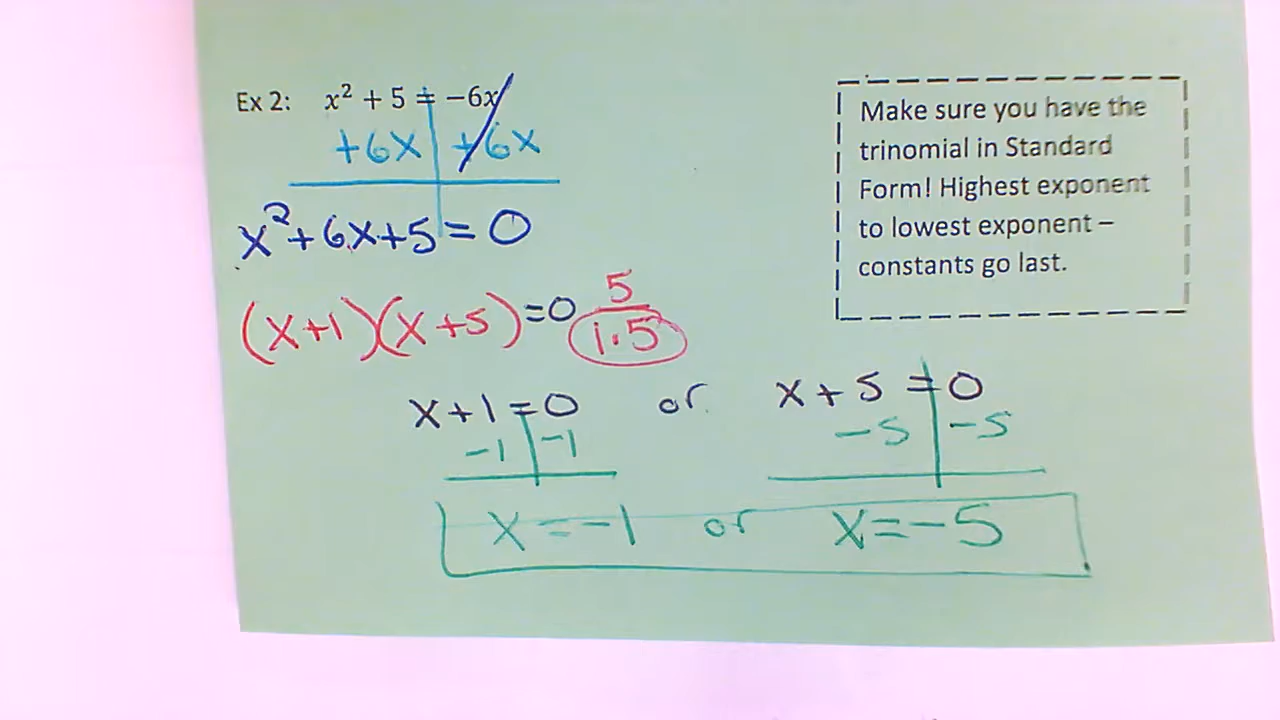 Ex 2: x² + 5 = −6x
+6x +6x
x²+6x+5=0
(x+1)(x+5)=0
5
1·5
x+1=0 or x+5=0
-1 -1 -5 -5
x=-1 or x=-5
Make sure you have the
trinomial in Standard
Form! Highest exponent
to lowest exponent –
constants go last.